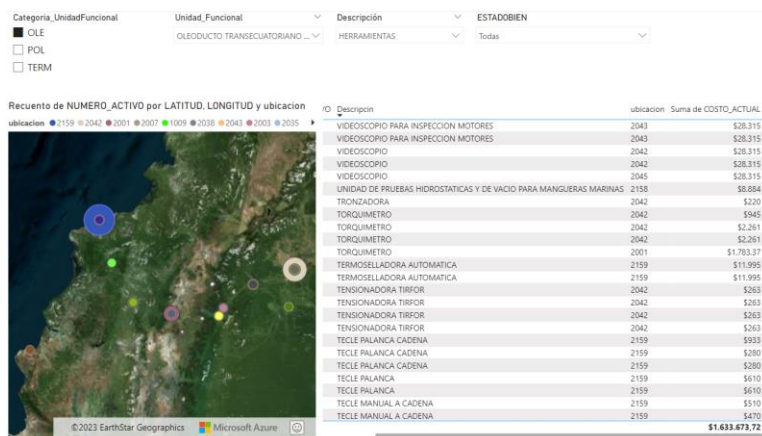 Categoria_UnidadFuncional
Unidad_Funcional
Descripción
ESTADOBIEN
OLE
OLEODUCTO TRANSECUATORIANO ...
HERRAMIENTAS
Todas
POL
TERM
Recuento de NUMERO_ACTIVO por LATITUD, LONGITUD y ubicacion
ubicacion 2159 2042 2001 2007 1009 2038 2043 2003 2035
VO Descripcin ubicacion Suma de COSTO_ACTUAL
VIDEOSCOPIO PARA INSPECCION MOTORES 2043 $28.315
VIDEOSCOPIO PARA INSPECCION MOTORES 2043 $28.315
VIDEOSCOPIO 2042 $28.315
VIDEOSCOPIO 2042 $28.315
VIDEOSCOPIO 2045 $28.315
UNIDAD DE PRUEBAS HIDROSTATICAS Y DE VACIO PARA MANGUERAS MARINAS 2158 $8.884
TRONZADORA 2042 $220
TORQUIMETRO 2042 $945
TORQUIMETRO 2042 $2.261
TORQUIMETRO 2042 $2.261
TORQUIMETRO 2001 $1.783.37
TERMOSELLADORA AUTOMATICA 2159 $11.995
TERMOSELLADORA AUTOMATICA 2159 $11.995
TENSIONADORA TIRFOR 2042 $263
TENSIONADORA TIRFOR 2042 $263
TENSIONADORA TIRFOR 2042 $263
TENSIONADORA TIRFOR 2042 $263
TECLE PALANCA CADENA 2159 $933
TECLE PALANCA CADENA 2159 $280
TECLE PALANCA CADENA 2159 $280
TECLE PALANCA 2159 $610
TECLE PALANCA 2159 $610
TECLE MANUAL A CADENA 2159 $510
TECLE MANUAL A CADENA 2159 $470
$1.633.673,72
©2023 EarthStar Geographics Microsoft Azure